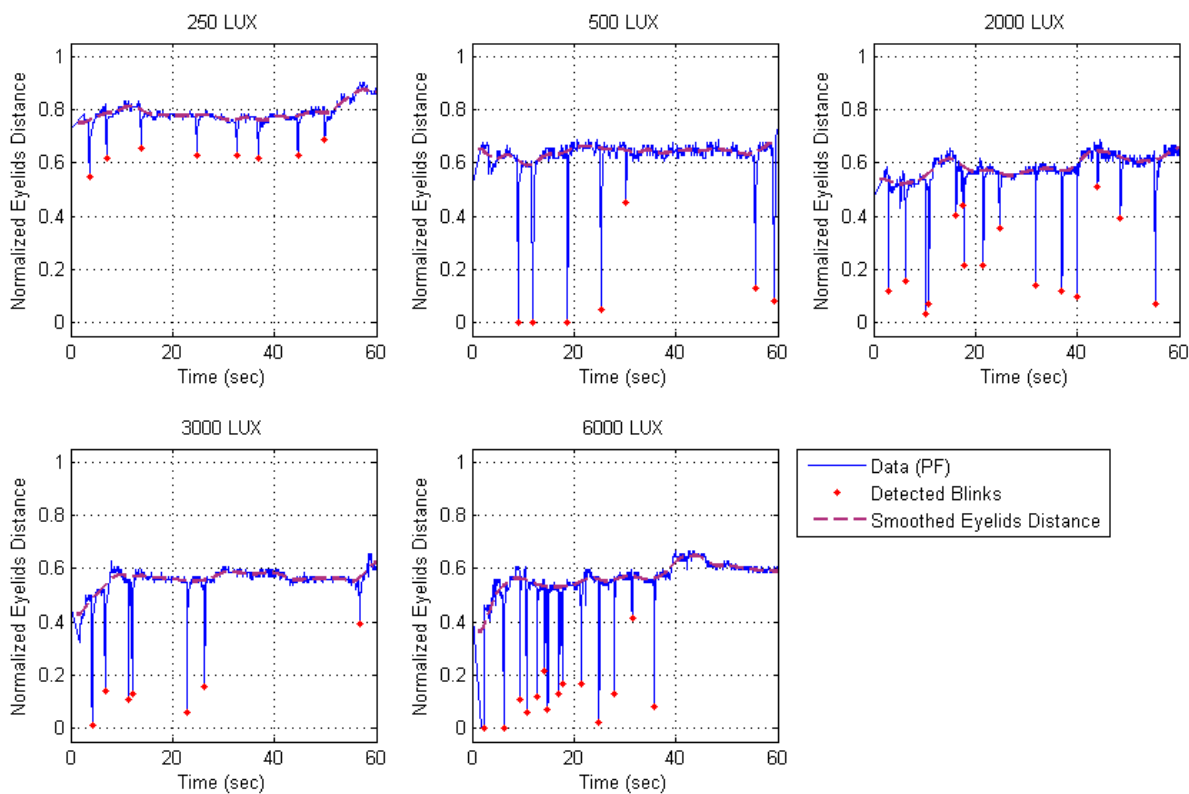 250 LUX
1
0.8
0.6
0.4
0.2
0
0 20 40 60
Normalized Eyelids Distance
Time (sec)
500 LUX
1
0.8
0.6
0.4
0.2
0
0 20 40 60
Normalized Eyelids Distance
Time (sec)
2000 LUX
1
0.8
0.6
0.4
0.2
0
0 20 40 60
Normalized Eyelids Distance
Time (sec)
3000 LUX
1
0.8
0.6
0.4
0.2
0
0 20 40 60
Normalized Eyelids Distance
Time (sec)
6000 LUX
1
0.8
0.6
0.4
0.2
0
0 20 40 60
Normalized Eyelids Distance
Time (sec)
Data (PF)
Detected Blinks
Smoothed Eyelids Distance